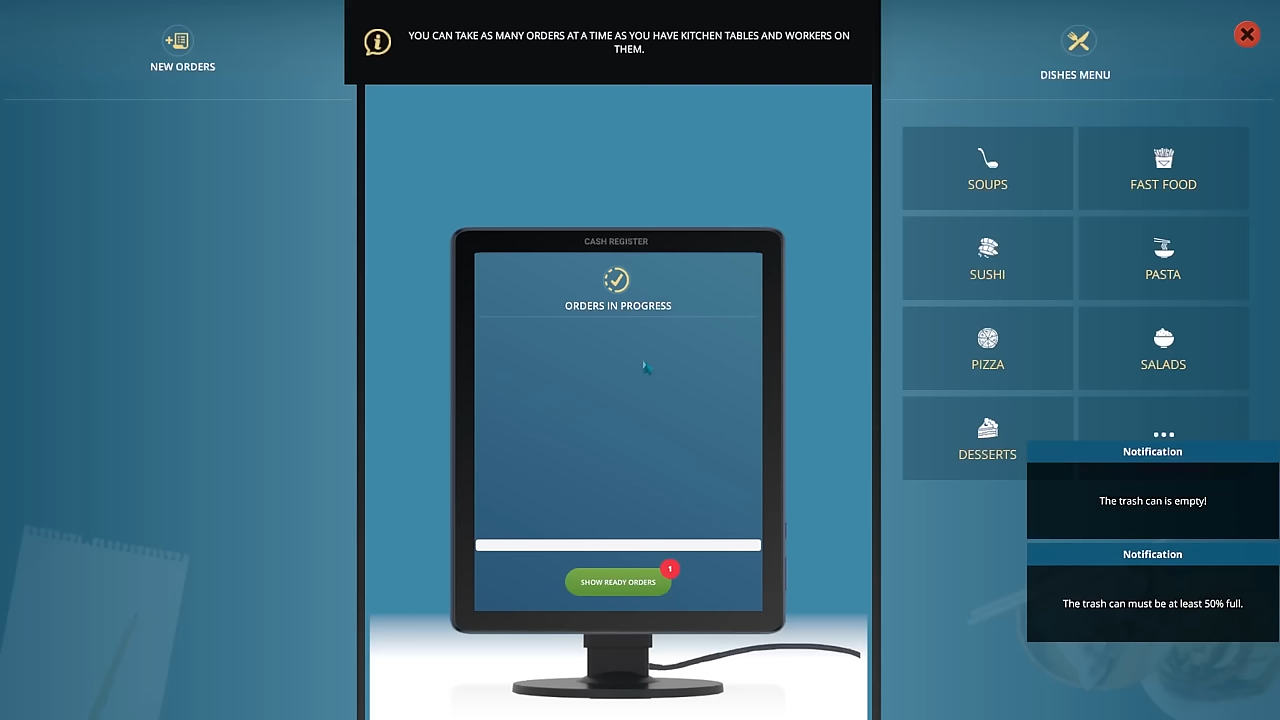 NEW ORDERS
YOU CAN TAKE AS MANY ORDERS AT A TIME AS YOU HAVE KITCHEN TABLES AND WORKERS ON
THEM.
DISHES MENU
SOUPS
FAST FOOD
SUSHI
PASTA
PIZZA
SALADS
DESSERTS
CASH REGISTER
ORDERS IN PROGRESS
1
SHOW READY ORDERS
Notification
The trash can is empty!
Notification
The trash can must be at least 50% full.